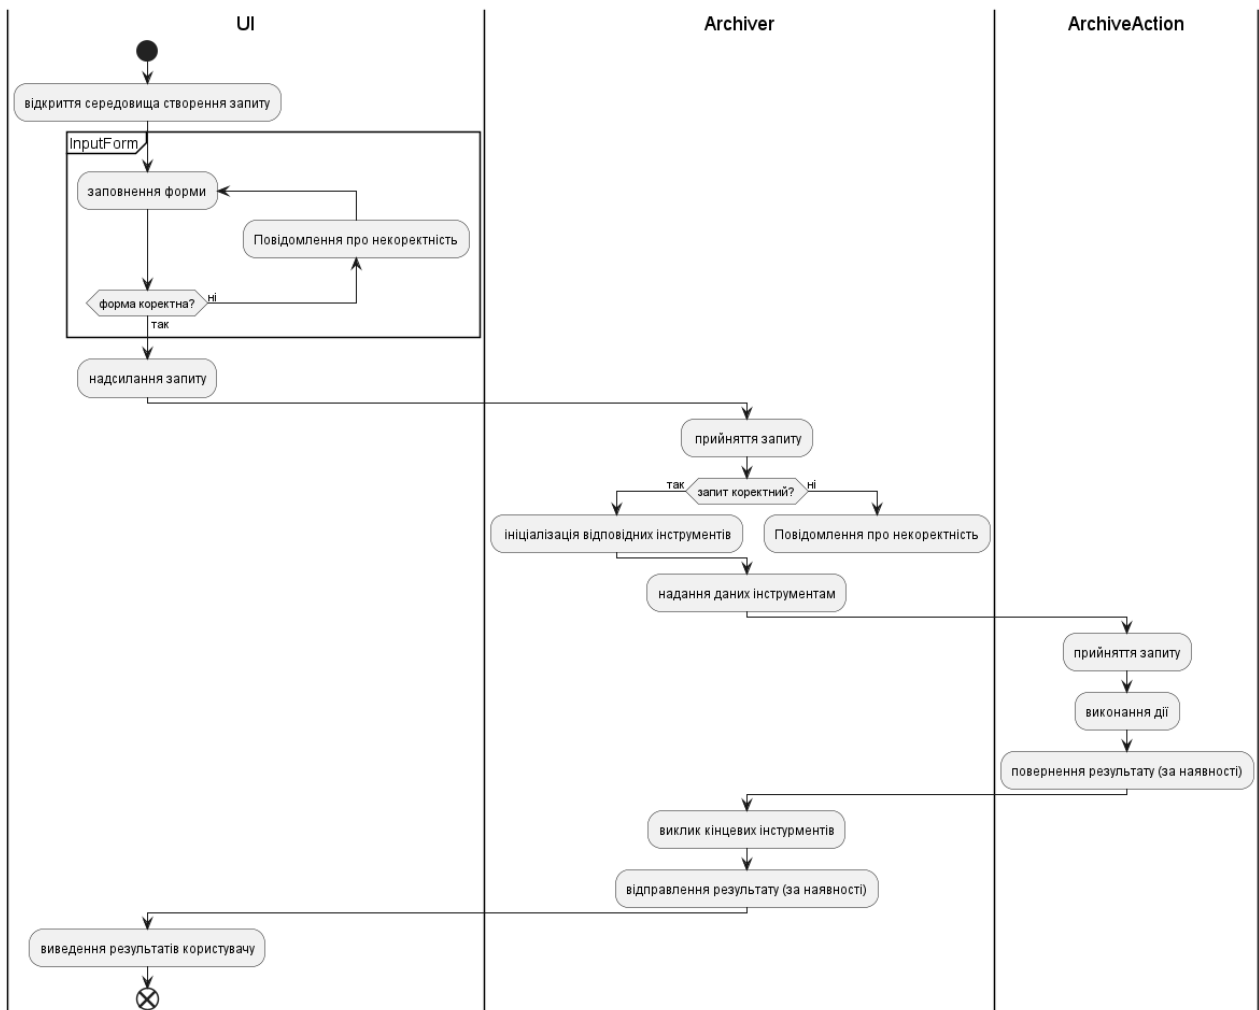 UI
Archiver
ArchiveAction
відкриття середовища створення запиту
InputForm
заповнення форми
Повідомлення про некоректність
форма коректна?
ні
так
надсилання запиту
прийняття запиту
так
запит коректний?
ні
ініціалізація відповідних інструментів
Повідомлення про некоректність
надання даних інструментам
прийняття запиту
виконання дії
повернення результату (за наявності)
виклик кінцевих інстурментів
відправлення результату (за наявності)
виведення результатів користувачу